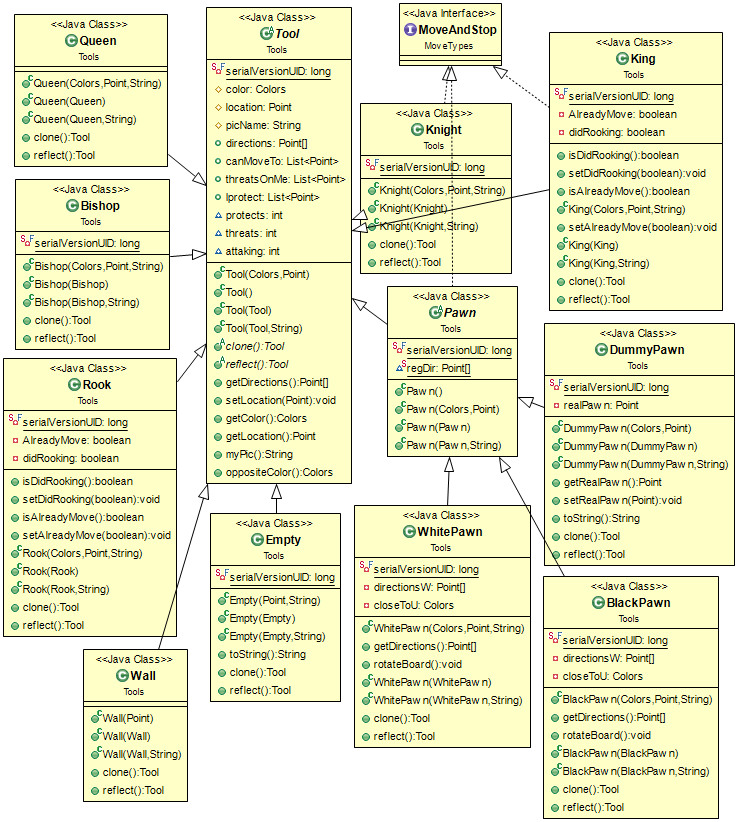 <<Java Class>>
Queen
Tools
Queen(Colors,Point,String)
Queen(Queen)
Queen(Queen,String)
clone():Tool
reflect():Tool
<<Java Class>>
Tool
Tools
serialVersionUID: long
color: Colors
location: Point
picName: String
directions: Point[]
canMoveTo: List<Point>
threatsOnMe: List<Point>
Iprotect: List<Point>
protects: int
threats: int
attaking: int
Tool(Colors,Point)
Tool()
Tool(Tool)
Tool(Tool,String)
clone():Tool
reflect():Tool
getDirections():Point[]
setLocation(Point):void
getColor():Colors
getLocation():Point
myPic():String
oppositeColor():Colors
<<Java Interface>>
MoveAndStop
MoveTypes
<<Java Class>>
King
Tools
serialVersionUID: long
AlreadyMove: boolean
didRooking: boolean
isDidRooking():boolean
setDidRooking(boolean):void
isAlreadyMove():boolean
King(Colors,Point,String)
setAlreadyMove(boolean):void
King(King)
King(King,String)
clone():Tool
reflect():Tool
<<Java Class>>
Knight
Tools
serialVersionUID: long
Knight(Colors,Point,String)
Knight(Knight)
Knight(Knight,String)
clone():Tool
reflect():Tool
<<Java Class>>
Bishop
Tools
serialVersionUID: long
Bishop(Colors,Point,String)
Bishop(Bishop)
Bishop(Bishop,String)
clone():Tool
reflect():Tool
<<Java Class>>
Pawn
Tools
serialVersionUID: long
regDir: Point[]
Pawn()
Pawn(Colors,Point)
Pawn(Pawn)
Pawn(Pawn,String)
<<Java Class>>
DummyPawn
Tools
serialVersionUID: long
realPawn: Point
DummyPawn(Colors,Point)
DummyPawn(DummyPawn)
DummyPawn(DummyPawn,String)
getRealPawn():Point
setRealPawn(Point):void
toString():String
clone():Tool
reflect():Tool
<<Java Class>>
Rook
Tools
serialVersionUID: long
AlreadyMove: boolean
didRooking: boolean
isDidRooking():boolean
setDidRooking(boolean):void
isAlreadyMove():boolean
setAlreadyMove(boolean):void
Rook(Colors,Point,String)
Rook(Rook)
Rook(Rook,String)
clone():Tool
reflect():Tool
<<Java Class>>
Empty
Tools
serialVersionUID: long
Empty(Point,String)
Empty(Empty)
Empty(Empty,String)
toString():String
clone():Tool
reflect():Tool
<<Java Class>>
WhitePawn
Tools
serialVersionUID: long
directionsW: Point[]
closeToU: Colors
WhitePawn(Colors,Point,String)
getDirections():Point[]
rotateBoard():void
WhitePawn(WhitePawn)
WhitePawn(WhitePawn,String)
clone():Tool
reflect():Tool
<<Java Class>>
BlackPawn
Tools
serialVersionUID: long
directionsW: Point[]
closeToU: Colors
BlackPawn(Colors,Point,String)
getDirections():Point[]
rotateBoard():void
BlackPawn(BlackPawn)
BlackPawn(BlackPawn,String)
clone():Tool
reflect():Tool
<<Java Class>>
Wall
Tools
Wall(Point)
Wall(Wall)
Wall(Wall,String)
clone():Tool
reflect():Tool